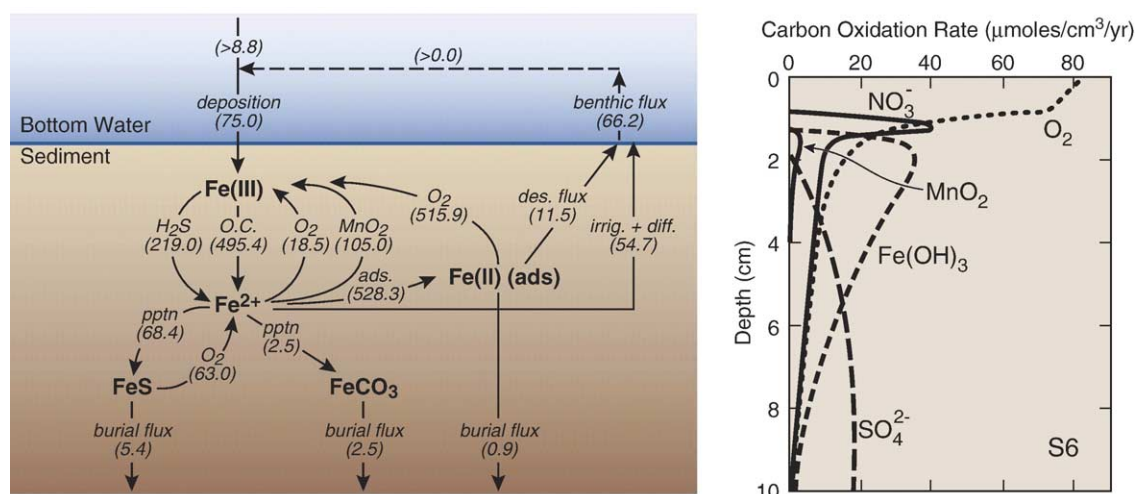 (>8.8)
(>0.0)
deposition
(75.0)
benthic flux
(66.2)
Bottom Water
Sediment
Fe(III)
H2S
(219.0)
O.C.
(495.4)
O2
(18.5)
MnO2
(105.0)
O2
(515.9)
des. flux
(11.5)
irrig. + diff.
(54.7)
Fe(II) (ads)
ads.
(528.3)
Fe2+
pptn
(68.4)
O2
(63.0)
pptn
(2.5)
FeS
FeCO3
burial flux
(5.4)
burial flux
(2.5)
burial flux
(0.9)
Carbon Oxidation Rate (μmoles/cm3/yr)
0 20 40 60 80
0
2
4
6
8
10
Depth (cm)
NO3-
O2
MnO2
Fe(OH)3
SO42-
S6